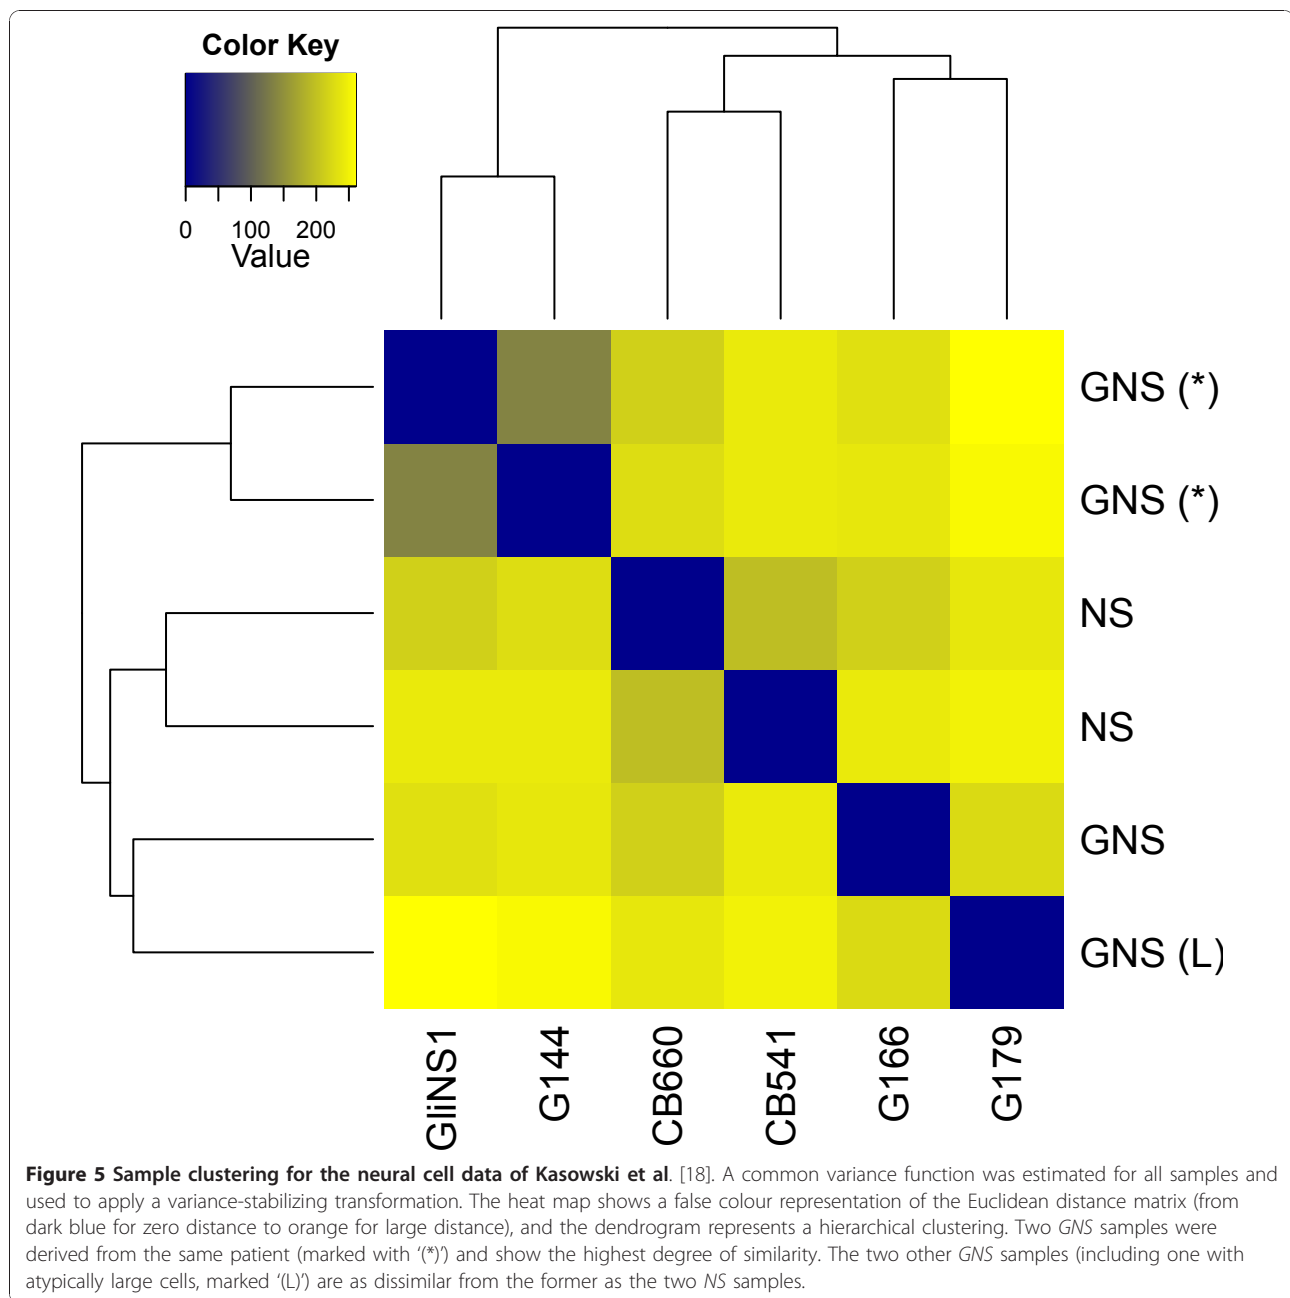 Color Key
0 100 200
Value
GNS (*)
GNS (*)
NS
NS
GNS
GNS (L)
GliNS1
G144
CB660
CB541
G166
G179
Figure 5 Sample clustering for the neural cell data of Kasowski et al. [18]. A common variance function was estimated for all samples and
used to apply a variance-stabilizing transformation. The heat map shows a false colour representation of the Euclidean distance matrix (from
dark blue for zero distance to orange for large distance), and the dendrogram represents a hierarchical clustering. Two GNS samples were
derived from the same patient (marked with ‘(*)’) and show the highest degree of similarity. The two other GNS samples (including one with
atypically large cells, marked ‘(L)’) are as dissimilar from the former as the two NS samples.